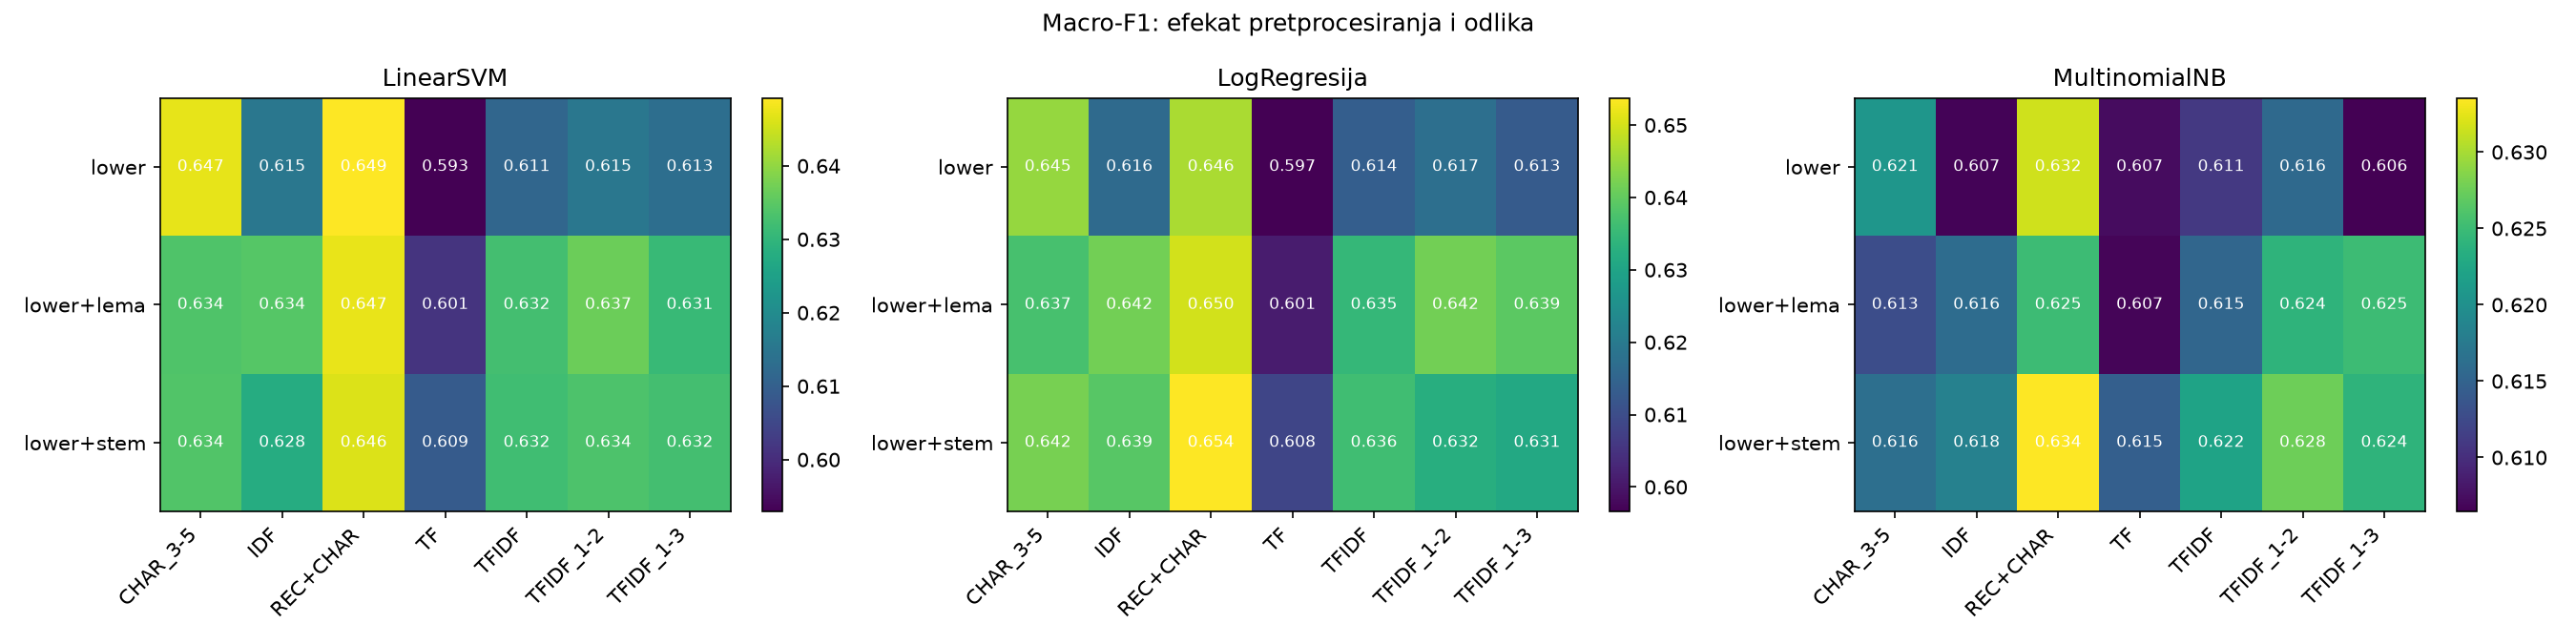 Macro-F1: efekat pretprocesiranja i odlika
LinearSVM
lower 0.647 0.615 0.649 0.593 0.611 0.615 0.613
lower+lema 0.634 0.634 0.647 0.601 0.632 0.637 0.631
lower+stem 0.634 0.628 0.646 0.609 0.632 0.634 0.632
CHAR_3-5 IDF REC+CHAR TF TFIDF TFIDF_1-2 TFIDF_1-3
0.64
0.63
0.62
0.61
0.60
LogRegresija
lower 0.645 0.616 0.646 0.597 0.614 0.617 0.613
lower+lema 0.637 0.642 0.650 0.601 0.635 0.642 0.639
lower+stem 0.642 0.639 0.654 0.608 0.636 0.632 0.631
CHAR_3-5 IDF REC+CHAR TF TFIDF TFIDF_1-2 TFIDF_1-3
0.65
0.64
0.63
0.62
0.61
0.60
MultinomialNB
lower 0.621 0.607 0.632 0.607 0.611 0.616 0.606
lower+lema 0.613 0.616 0.625 0.607 0.615 0.624 0.625
lower+stem 0.616 0.618 0.634 0.615 0.622 0.628 0.624
CHAR_3-5 IDF REC+CHAR TF TFIDF TFIDF_1-2 TFIDF_1-3
0.630
0.625
0.620
0.615
0.610